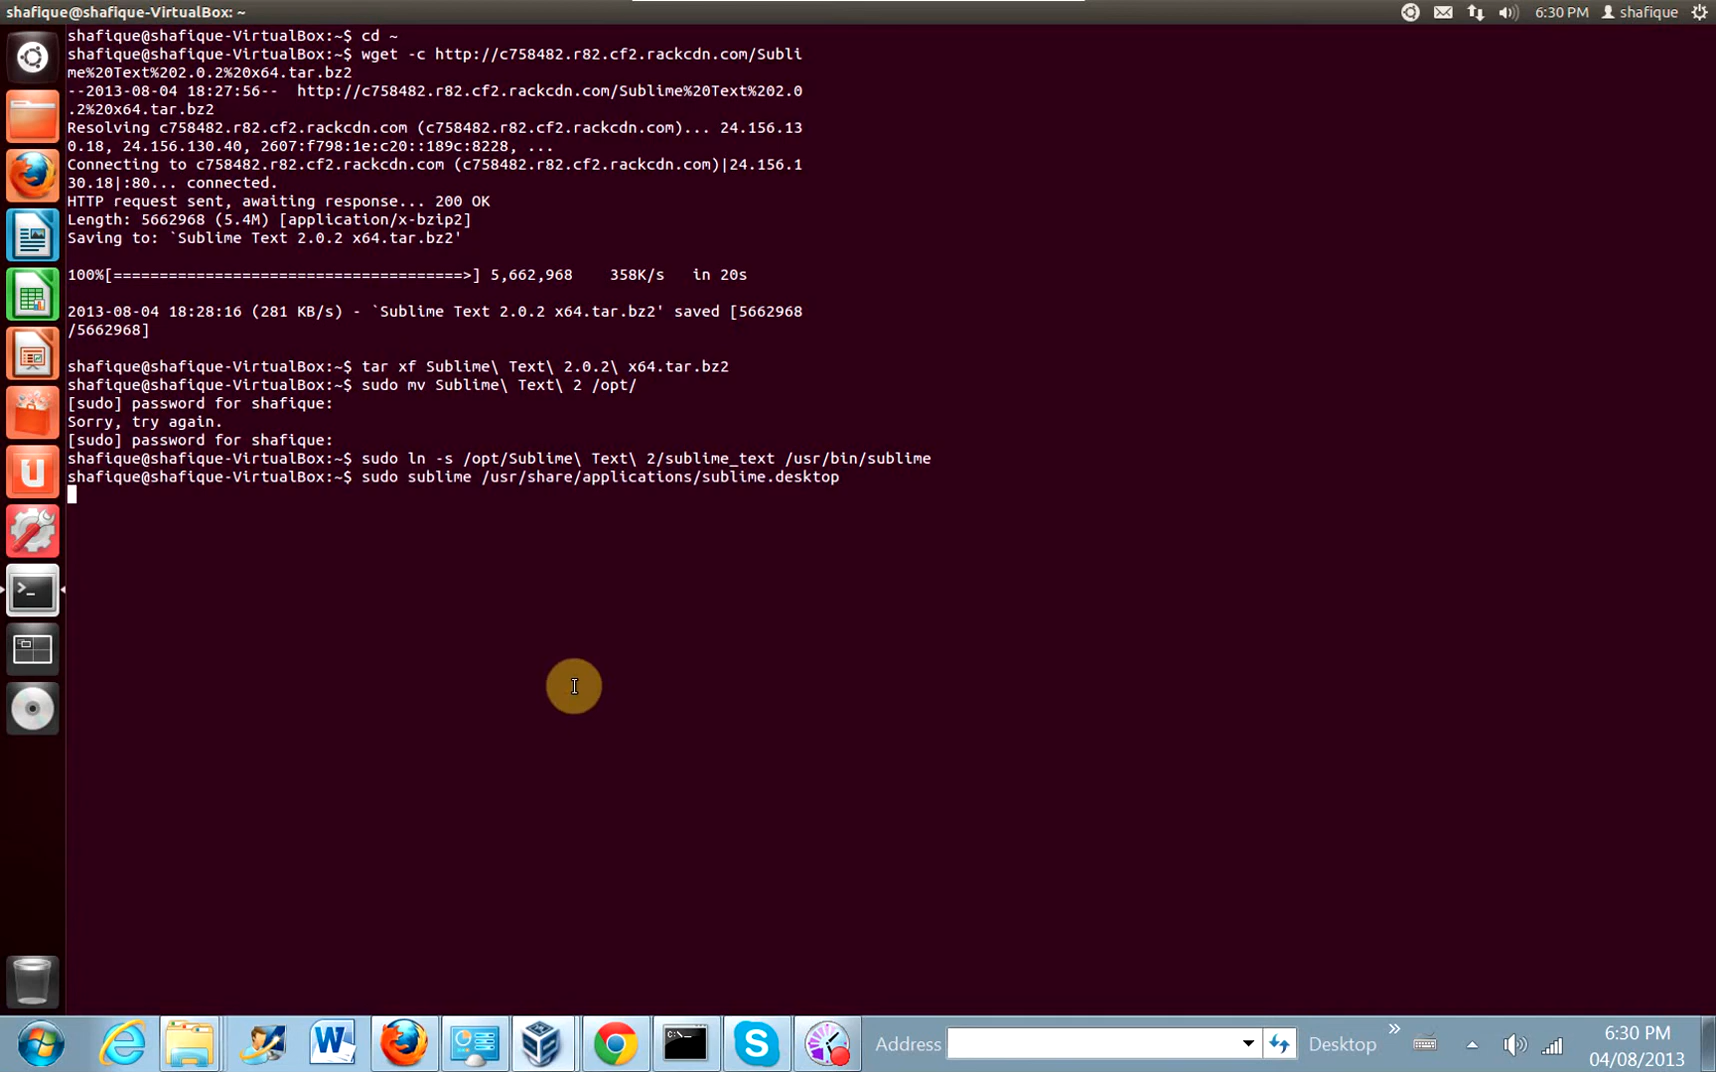 shafique@shafique-VirtualBox: ~
6:30 PM
shafique
shafique@shafique-VirtualBox:~$ cd ~
shafique@shafique-VirtualBox:~$ wget -c http://c758482.r82.cf2.rackcdn.com/Subli
me%20Text%202.0.2%20x64.tar.bz2
--2013-08-04 18:27:56--  http://c758482.r82.cf2.rackcdn.com/Sublime%20Text%202.0
.2%20x64.tar.bz2
Resolving c758482.r82.cf2.rackcdn.com (c758482.r82.cf2.rackcdn.com)... 24.156.13
0.18, 24.156.130.40, 2607:f798:1e:c20::189c:8228, ...
Connecting to c758482.r82.cf2.rackcdn.com (c758482.r82.cf2.rackcdn.com)|24.156.1
30.18|:80... connected.
HTTP request sent, awaiting response... 200 OK
Length: 5662968 (5.4M) [application/x-bzip2]
Saving to: `Sublime Text 2.0.2 x64.tar.bz2'
100%[======================================>] 5,662,968    358K/s   in 20s
2013-08-04 18:28:16 (281 KB/s) - `Sublime Text 2.0.2 x64.tar.bz2' saved [5662968
/5662968]
shafique@shafique-VirtualBox:~$ tar xf Sublime\ Text\ 2.0.2\ x64.tar.bz2
shafique@shafique-VirtualBox:~$ sudo mv Sublime\ Text\ 2 /opt/
[sudo] password for shafique:
Sorry, try again.
[sudo] password for shafique:
shafique@shafique-VirtualBox:~$ sudo ln -s /opt/Sublime\ Text\ 2/sublime_text /usr/bin/sublime
shafique@shafique-VirtualBox:~$ sudo sublime /usr/share/applications/sublime.desktop
Address
Desktop
6:30 PM
04/08/2013